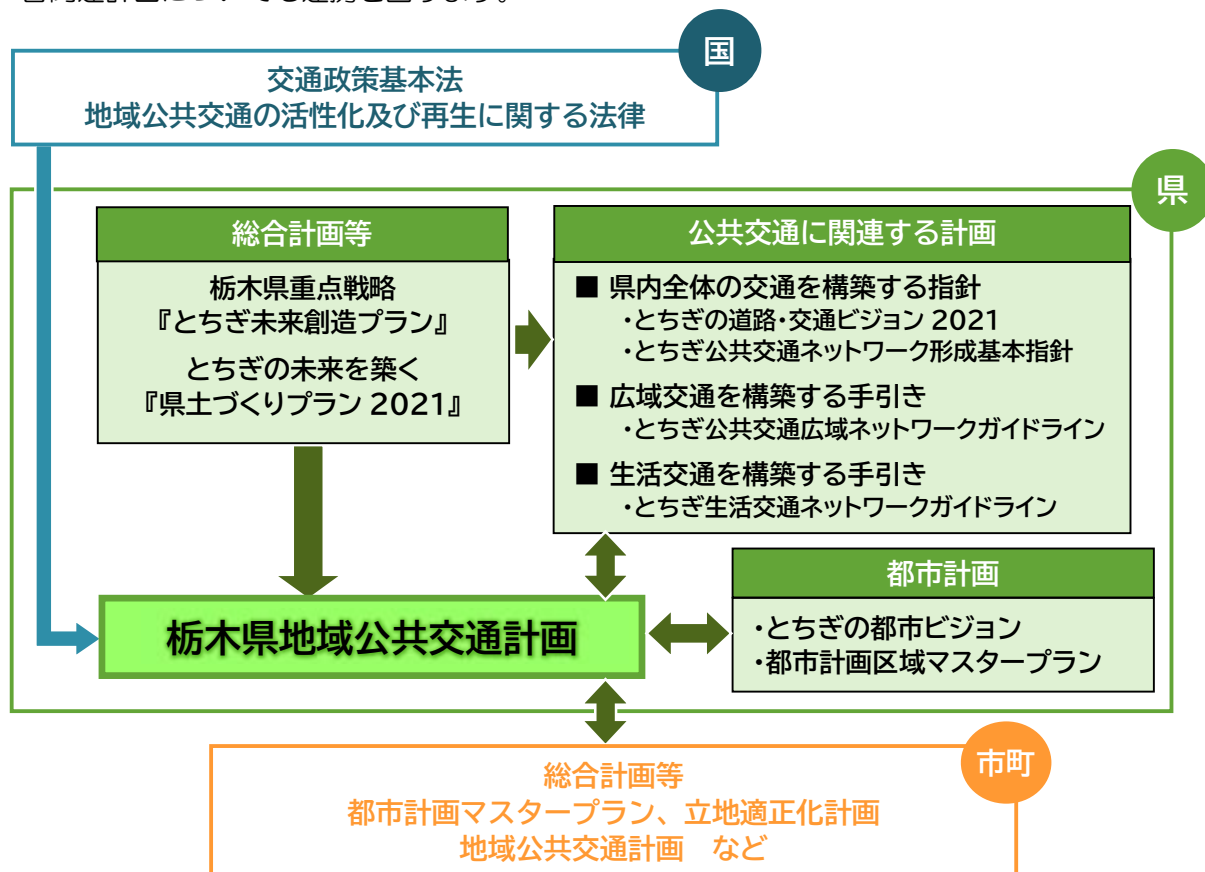 国
交通政策基本法
地域公共交通の活性化及び再生に関する法律
県
総合計画等
栃木県重点戦略
『とちぎ未来創造プラン』
とちぎの未来を築く
『県土づくりプラン 2021』
公共交通に関連する計画
■ 県内全体の交通を構築する指針
・とちぎの道路・交通ビジョン 2021
・とちぎ公共交通ネットワーク形成基本指針
■ 広域交通を構築する手引き
・とちぎ公共交通広域ネットワークガイドライン
■ 生活交通を構築する手引き
・とちぎ生活交通ネットワークガイドライン
都市計画
・とちぎの都市ビジョン
・都市計画区域マスタープラン
栃木県地域公共交通計画
市町
総合計画等
都市計画マスタープラン、立地適正化計画
地域公共交通計画　など